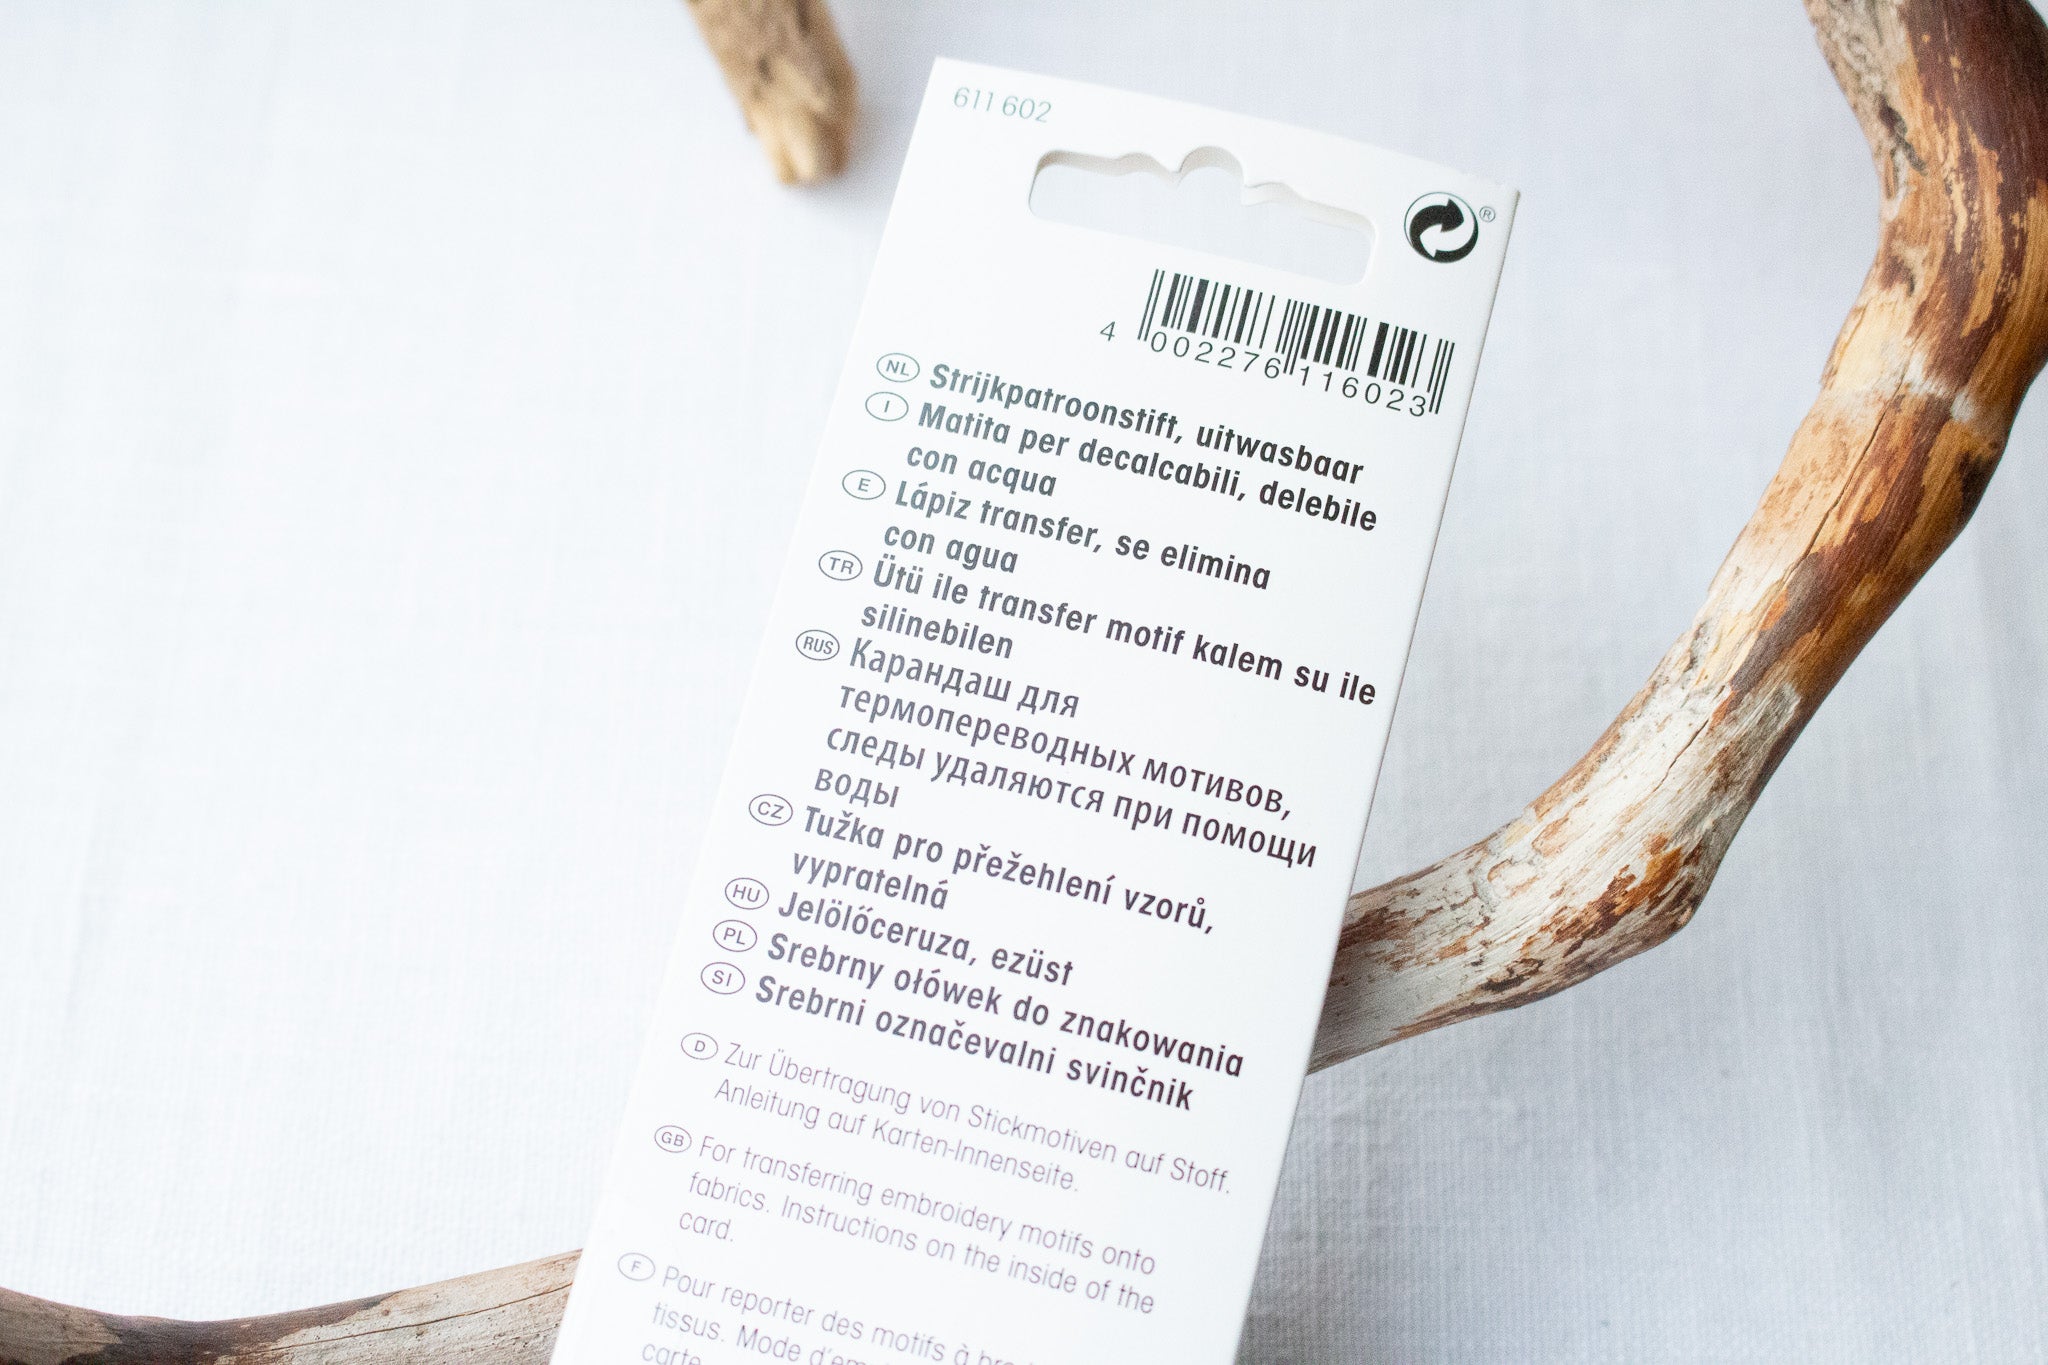 611 602
®
4 002276 116023
NL Strijkpatroonstift, uitwasbaar
I Matita per decalcabili, delebile
con acqua
E Lápiz transfer, se elimina
con agua
TR Ütü ile transfer motif kalem su ile
silinebilen
RUS Карандаш для
термопереводных мотивов,
следы удаляются при помощи
воды
CZ Tužka pro přežehlení vzorů,
vypratelná
HU Jelölőceruza, ezüst
PL Srebrny ołówek do znakowania
SI Srebrni označevalni svinčnik
D Zur Übertragung von Stickmotiven auf Stoff.
Anleitung auf Karten-Innenseite.
GB For transferring embroidery motifs onto
fabrics. Instructions on the inside of the
card.
F Pour reporter des motifs à
tissus. Mode
carte